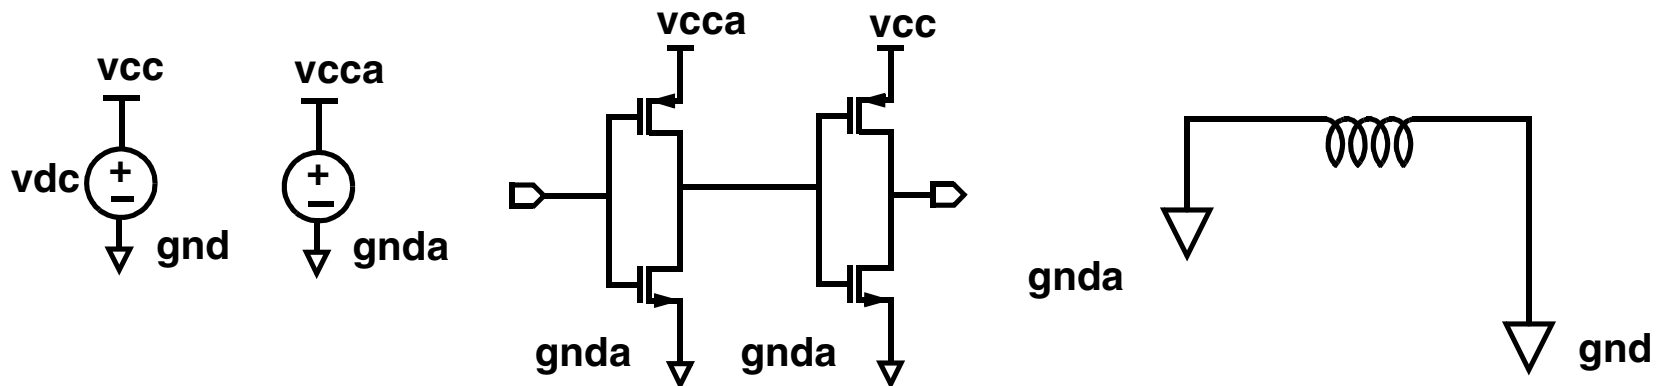 vcc
vcca
vdc
+
−
+
−
gnd
gnda
vcca
vcc
gnda
gnda
gnda
gnd